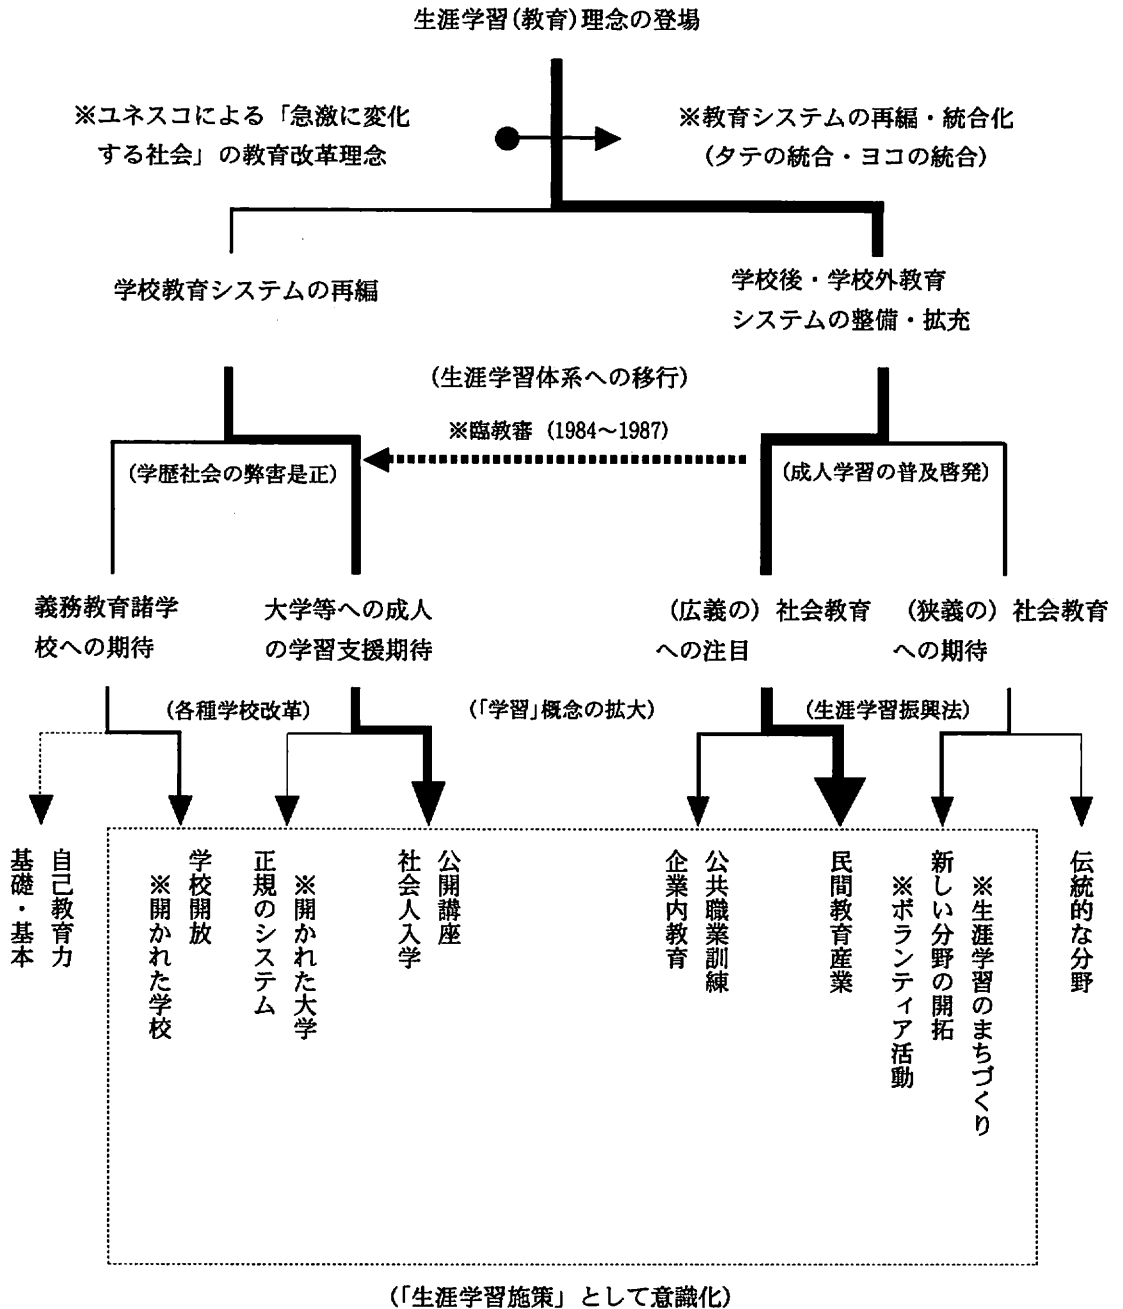 生涯学習(教育)理念の登場
※ユネスコによる「急激に変化
する社会」の教育改革理念
※教育システムの再編・統合化
(タテの統合・ヨコの統合)
学校教育システムの再編
学校後・学校外教育
システムの整備・拡充
(生涯学習体系への移行)
※臨教審 (1984～1987)
(学歴社会の弊害是正)
(成人学習の普及啓発)
義務教育諸学
校への期待
大学等への成人
の学習支援期待
(広義の) 社会教育
への注目
(狭義の) 社会教育
への期待
(各種学校改革)
(「学習」概念の拡大)
(生涯学習振興法)
自己教育力
基礎・基本
学校開放
※開かれた学校
※開かれた大学
正規のシステム
公開講座
社会人入学
公共職業訓練
企業内教育
民間教育産業
※生涯学習のまちづくり
新しい分野の開拓
※ボランティア活動
伝統的な分野
(「生涯学習施策」として意識化)